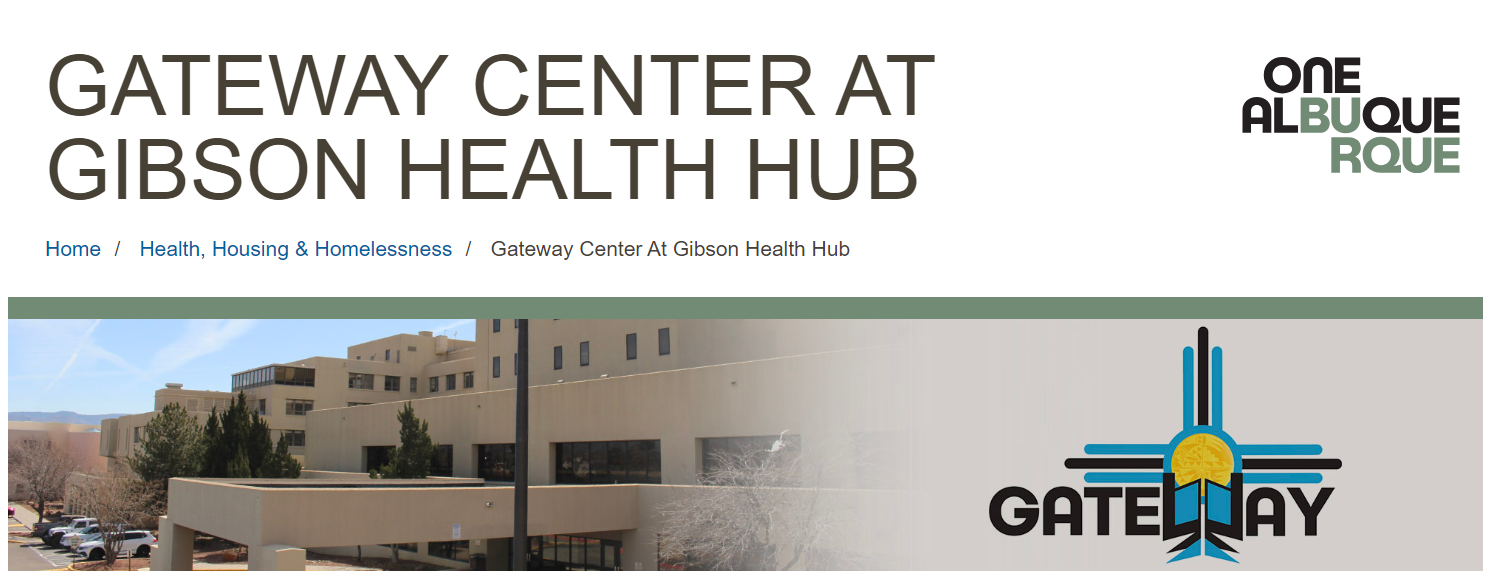 GATEWAY CENTER AT
GIBSON HEALTH HUB
ONE
ALBUQUE
RQUE
Home / Health, Housing & Homelessness / Gateway Center At Gibson Health Hub
GATEWAY